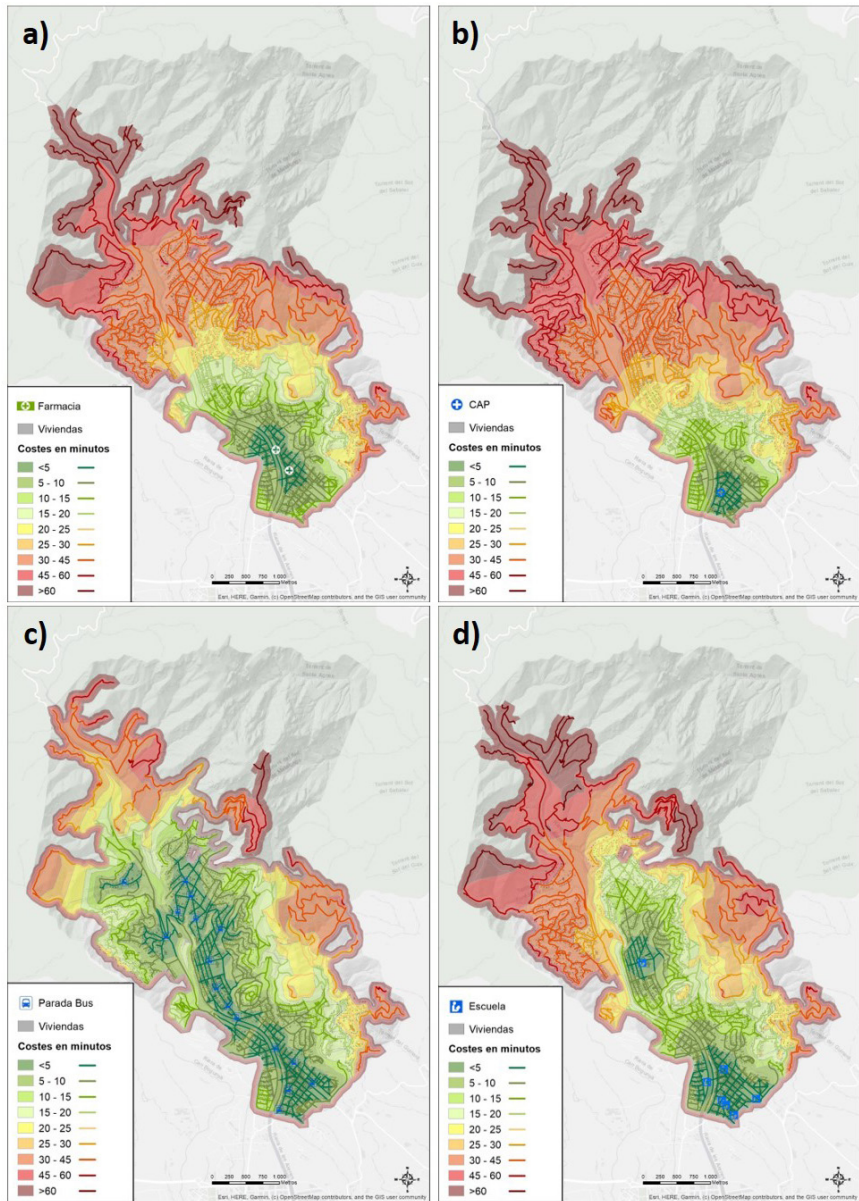 a)
Farmacia
Viviendas
Costes en minutos
<5
5 - 10
10 - 15
15 - 20
20 - 25
25 - 30
30 - 45
45 - 60
>60
0 250 500 750 1.000
Metros
Esri, HERE, Garmin, (c) OpenStreetMap contributors, and the GIS user community
b)
CAP
Viviendas
Costes en minutos
<5
5 - 10
10 - 15
15 - 20
20 - 25
25 - 30
30 - 45
45 - 60
>60
0 250 500 750 1.000
Metros
Esri, HERE, Garmin, (c) OpenStreetMap contributors, and the GIS user community
c)
Parada Bus
Viviendas
Costes en minutos
<5
5 - 10
10 - 15
15 - 20
20 - 25
25 - 30
30 - 45
45 - 60
>60
0 250 500 750 1.000
Metros
Esri, HERE, Garmin, (c) OpenStreetMap contributors, and the GIS user community
d)
Escuela
Viviendas
Costes en minutos
<5
5 - 10
10 - 15
15 - 20
20 - 25
25 - 30
30 - 45
45 - 60
>60
0 250 500 750 1.000
Metros
Esri, HERE, Garmin, (c) OpenStreetMap contributors, and the GIS user community